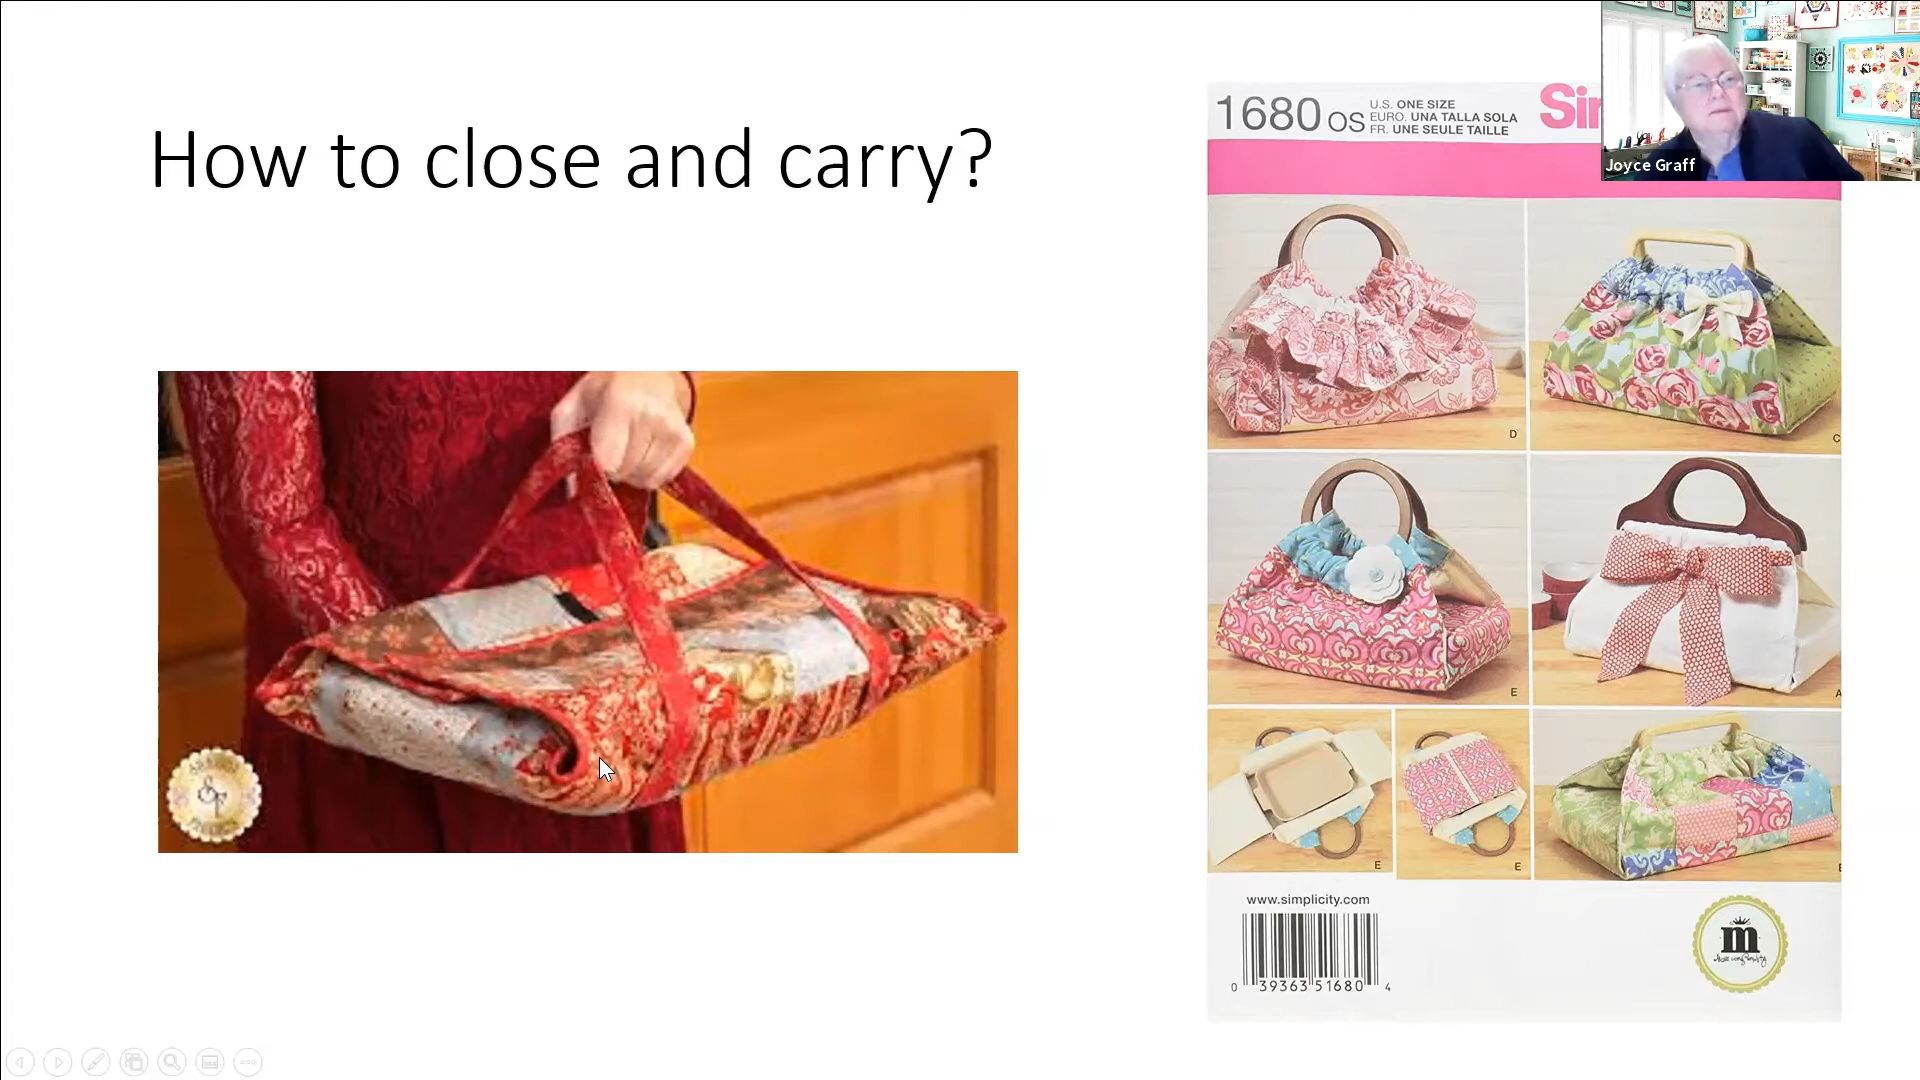 How to close and carry?
1680 OS
U.S. ONE SIZE
EURO. UNA TALLA SOLA
FR. UNE SEULE TAILLE
Joyce Graff
D
C
E
A
E
E
www.simplicity.com
0 39363 51680 4
m